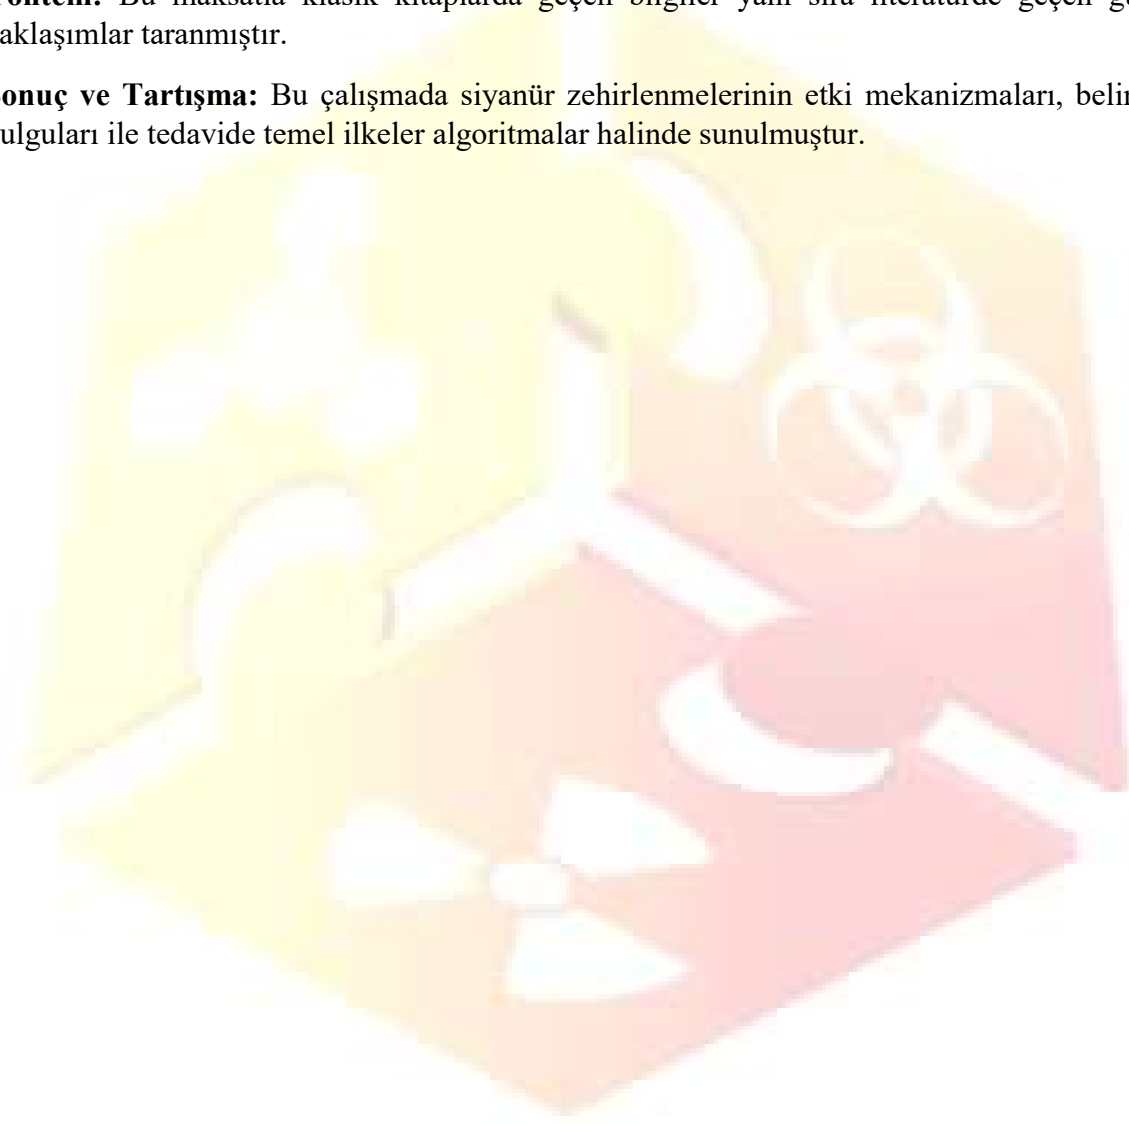 Bu maksatla klasik kitaplarda geçen bilgiler yanı sıra literatürde geçen
aklaşımlar taranmıştır.
onuç ve Tartışma: Bu çalışmada siyanür zehirlenmelerinin etki mekanizmaları, belir
ulguları ile tedavide temel ilkeler algoritmalar halinde sunulmuştur.